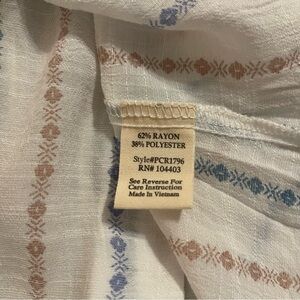 62% RAYON
38% POLYESTER
Style#PCR1796
RN# 104403
See Reverse For
Care Instruction
Made In Vietnam